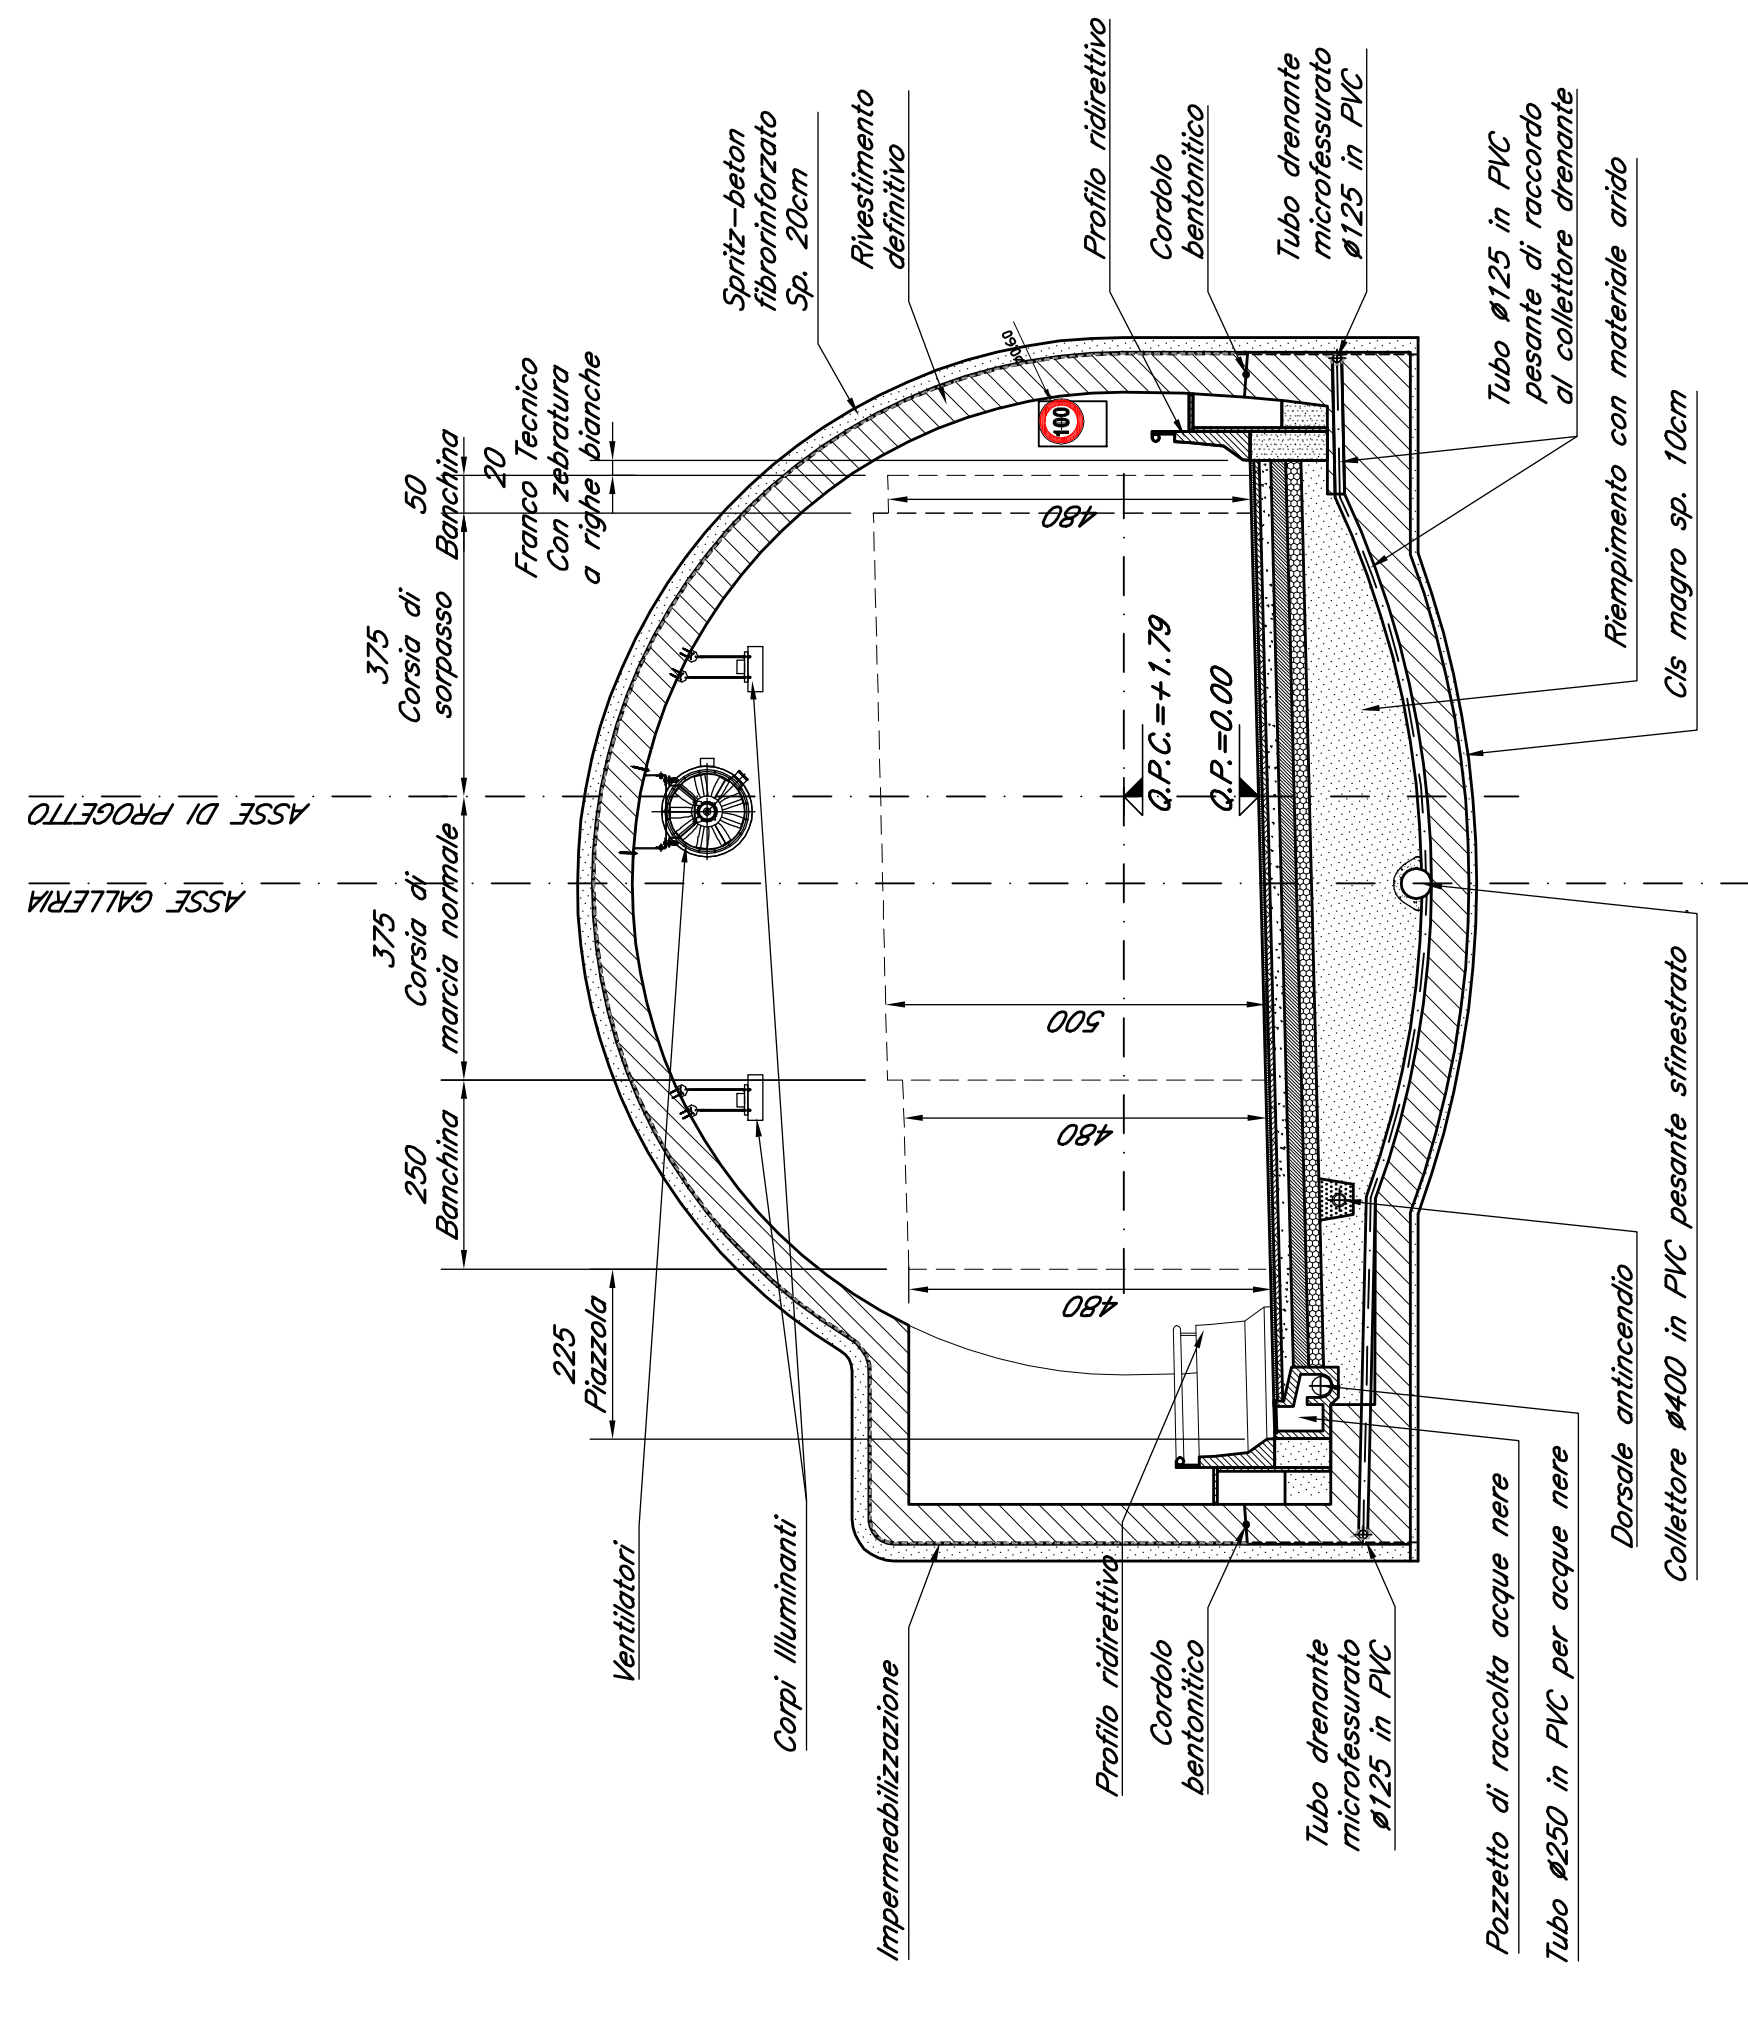 ASSE GALLERIA
ASSE DI PROGETTO
225
Piazzola
250
Banchina
375
Corsia di
marcia normale
375
Corsia di
sorpasso
50
Banchina
20
Franco Tecnico
Con zebratura
a righe bianche
Ventilatori
Corpi Illuminanti
Impermeabilizzazione
Profilo ridirettivo
Cordolo
bentonitico
Tubo drenante
microfessurato
ø125 in PVC
Pozzetto di raccolta acque nere
Tubo ø250 in PVC per acque nere
480
480
500
480
Q.P.C.=+1.79
Q.P.=0.00
100
Spritz-beton
fibrorinforzato
Sp. 20cm
Rivestimento
definitivo
Profilo ridirettivo
Cordolo
bentonitico
Tubo drenante
microfessurato
ø125 in PVC
Tubo ø125 in PVC
pesante di raccordo
al collettore drenante
Riempimento con materiale arido
Cls magro sp. 10cm
Dorsale antincendio
Collettore ø400 in PVC pesante sfinestrato